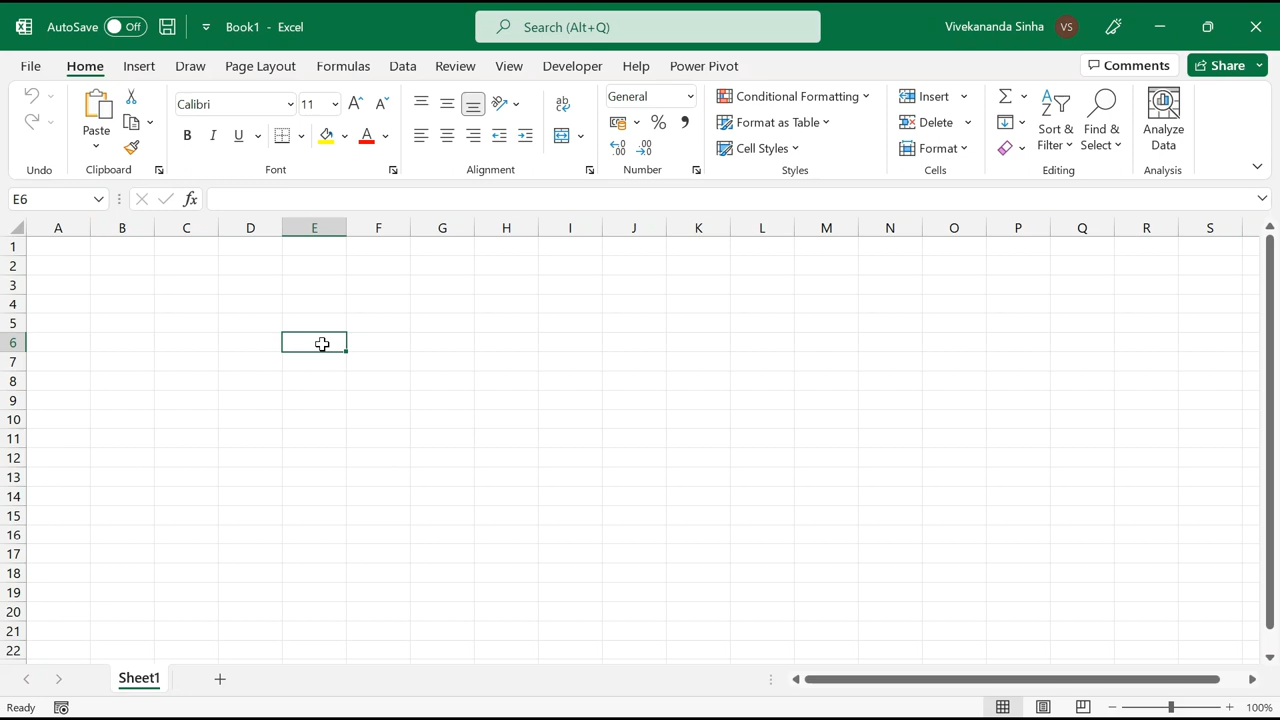 AutoSave Off Book1 - Excel Search (Alt+Q) Vivekananda Sinha VS
File Home Insert Draw Page Layout Formulas Data Review View Developer Help Power Pivot Comments Share
Calibri 11 General Conditional Formatting Insert
Paste B I U % , Format as Table Delete Sort & Filter Find & Select Analyze Data
Cell Styles Format
Undo Clipboard Font Alignment Number Styles Cells Editing Analysis
E6 fx
A B C D E F G H I J K L M N O P Q R S
1
2
3
4
5
6
7
8
9
10
11
12
13
14
15
16
17
18
19
20
21
22
Sheet1
Ready 100%